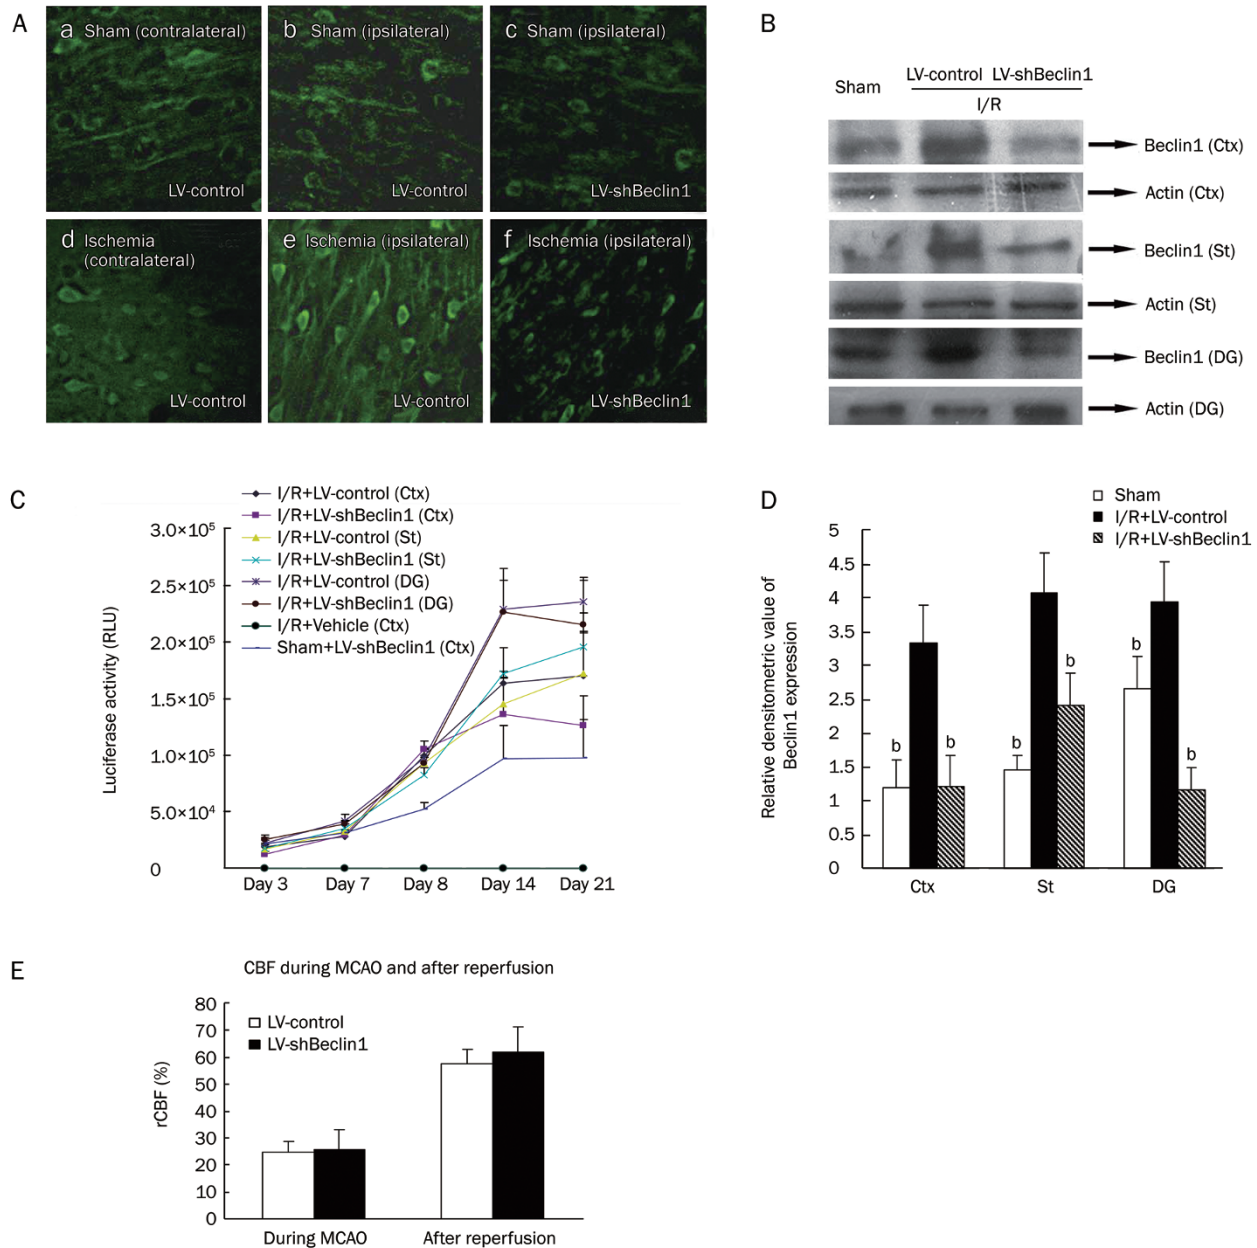 A
a Sham (contralateral)
LV-control
b Sham (ipsilateral)
LV-control
c Sham (ipsilateral)
LV-shBeclin1
d Ischemia
(contralateral)
LV-control
e Ischemia (ipsilateral)
LV-control
f Ischemia (ipsilateral)
LV-shBeclin1
B
Sham
LV-control LV-shBeclin1
I/R
Beclin1 (Ctx)
Actin (Ctx)
Beclin1 (St)
Actin (St)
Beclin1 (DG)
Actin (DG)
C
I/R+LV-control (Ctx)
I/R+LV-shBeclin1 (Ctx)
I/R+LV-control (St)
I/R+LV-shBeclin1 (St)
I/R+LV-control (DG)
I/R+LV-shBeclin1 (DG)
I/R+Vehicle (Ctx)
Sham+LV-shBeclin1 (Ctx)
Luciferase activity (RLU)
3.0×10⁵
2.5×10⁵
2.0×10⁵
1.5×10⁵
1.0×10⁵
5.0×10⁴
0
Day 3 Day 7 Day 8 Day 14 Day 21
D
Sham
I/R+LV-control
I/R+LV-shBeclin1
Relative densitometric value of
Beclin1 expression
5
4.5
4
3.5
3
2.5
2
1.5
1
0.5
0
b b b b b b
Ctx St DG
E
CBF during MCAO and after reperfusion
LV-control
LV-shBeclin1
rCBF (%)
80
70
60
50
40
30
20
10
0
During MCAO After reperfusion